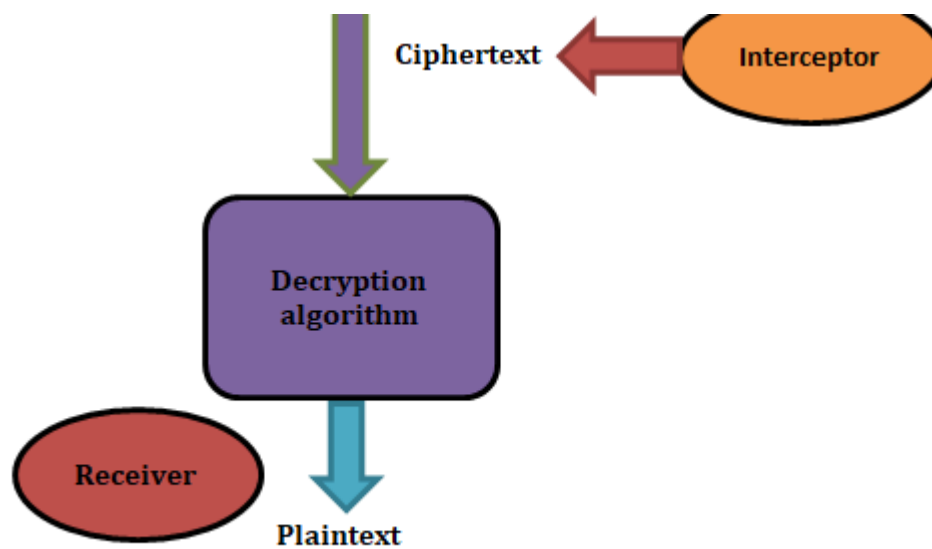 Ciphertext
Interceptor
Decryption
algorithm
Receiver
Plaintext